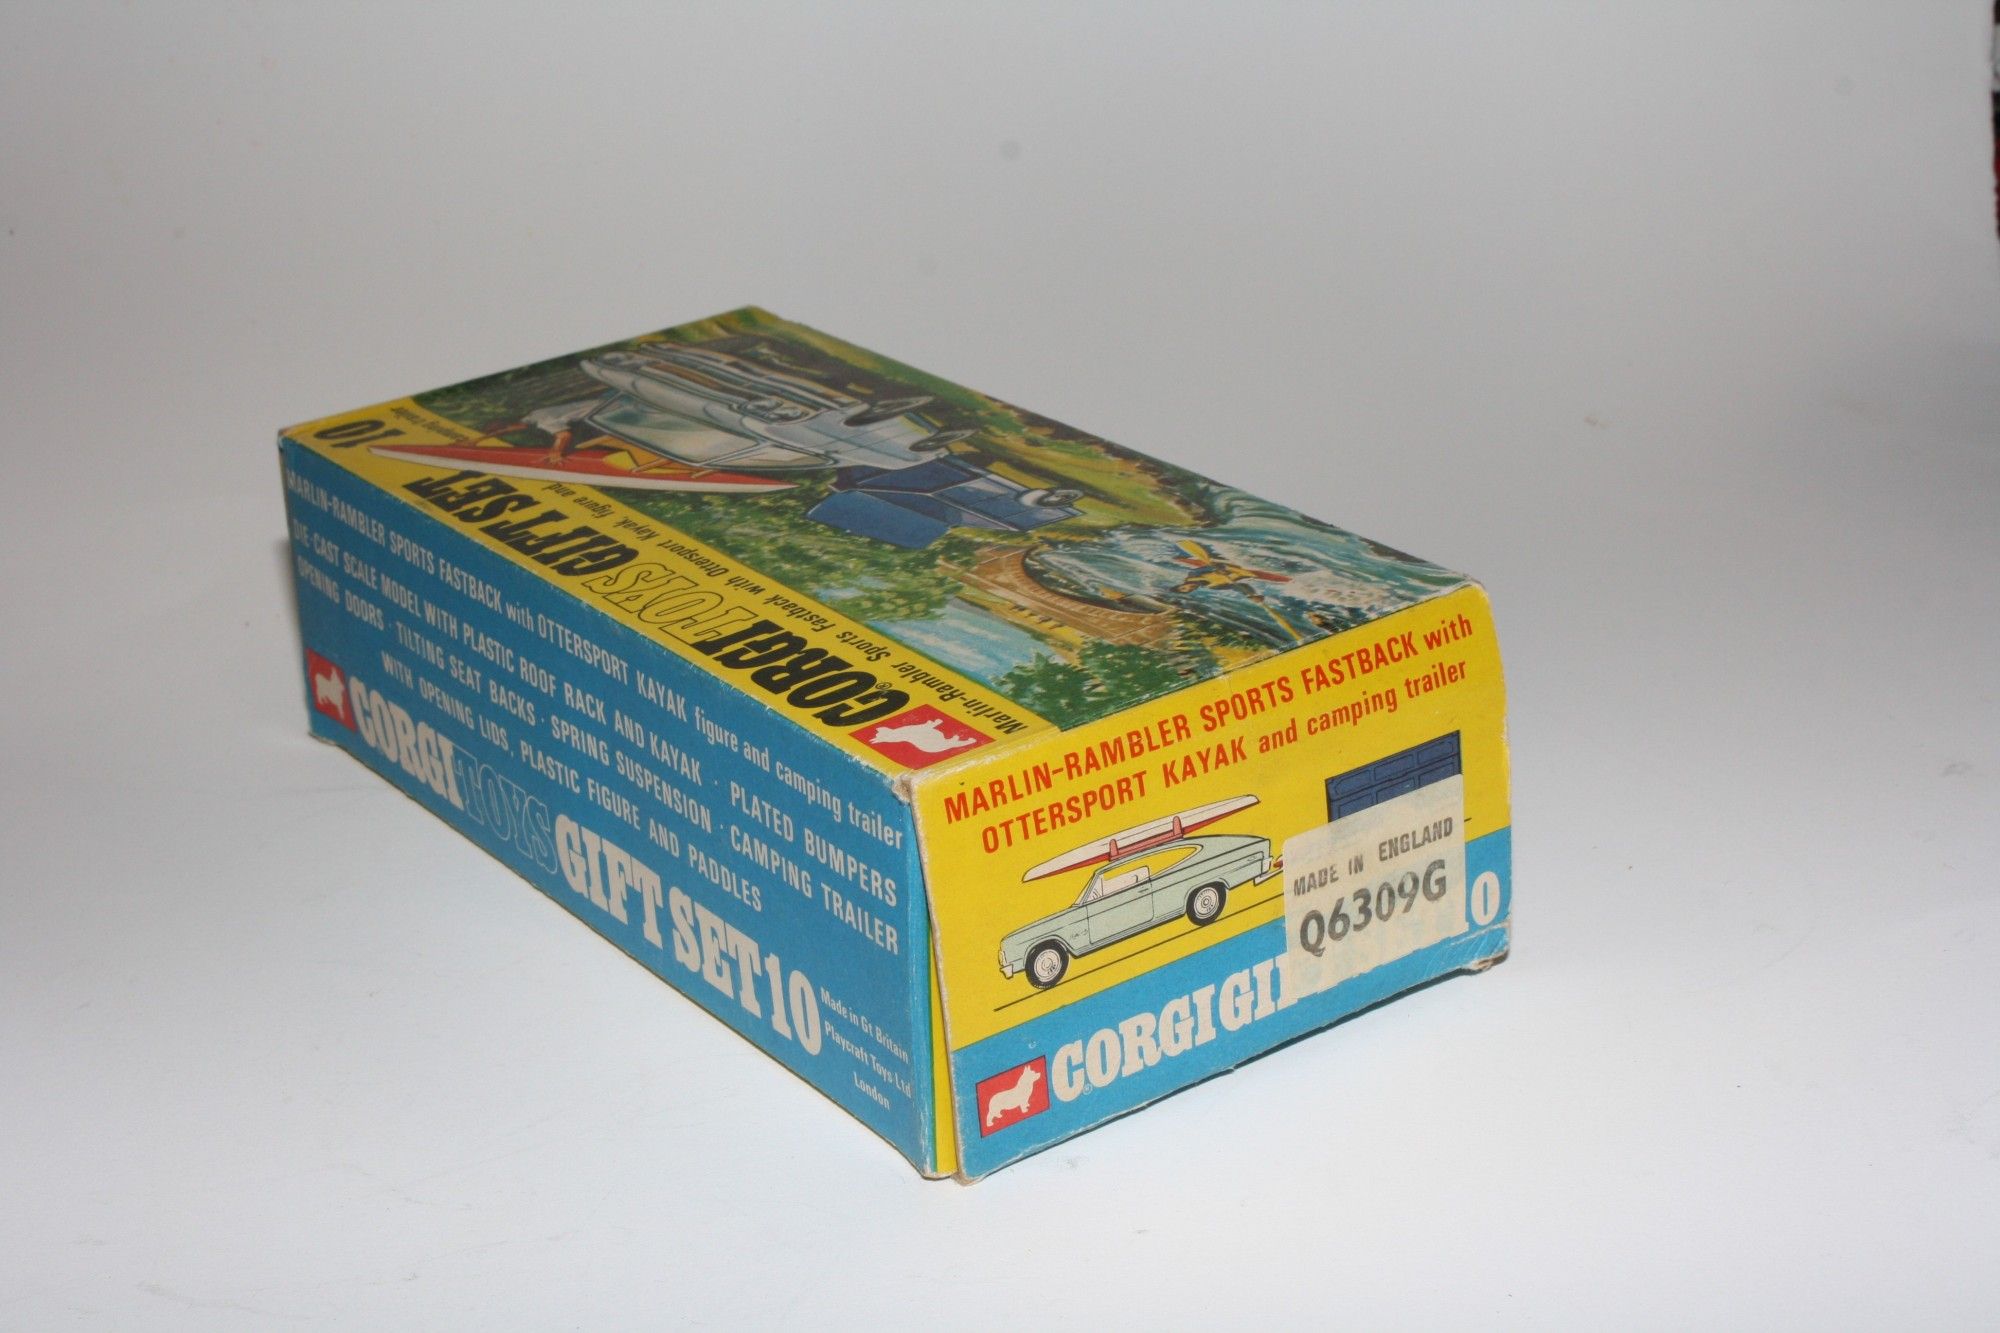 MARLIN-RAMBLER SPORTS FASTBACK with OTTERSPORT KAYAK figure and camping trailer
DIE-CAST SCALE MODEL WITH PLASTIC ROOF RACK AND KAYAK · PLATED BUMPERS
OPENING DOORS · TILTING SEAT BACKS · SPRING SUSPENSION · CAMPING TRAILER
WITH OPENING LIDS, PLASTIC FIGURE AND PADDLES
CORGI TOYS GIFT SET 10
Made in Gt Britain
Playcraft Toys Ltd
London
CORGI® TOYS GIFT SET 10
Marlin-Rambler Sports Fastback with Ottersport Kayak, figure and camping trailer
MARLIN-RAMBLER SPORTS FASTBACK with
OTTERSPORT KAYAK and camping trailer
MADE IN ENGLAND
Q6309G
CORGI® GIF 10